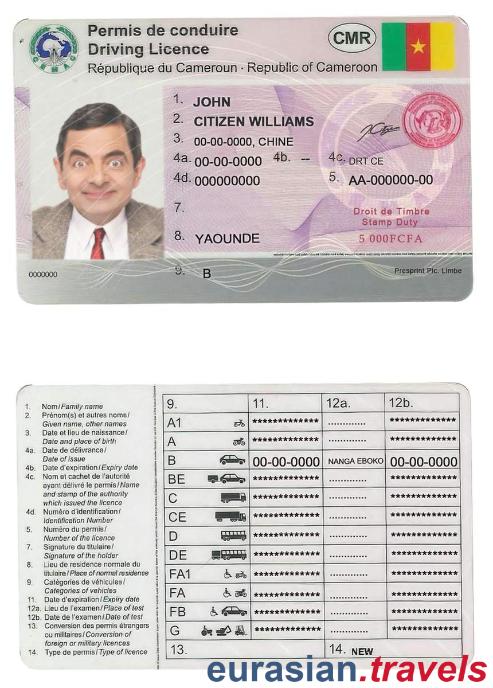 Permis de conduire
Driving Licence
CMR
République du Cameroun · Republic of Cameroon
CEMAC
1. JOHN
2. CITIZEN WILLIAMS
3. 00-00-0000, CHINE
4a. 00-00-0000 4b. -- 4c. DRT CE
4d. 000000000 5. AA-000000-00
7.
Droit de Timbre
Stamp Duty
8. YAOUNDE 5 000FCFA
0000000 9. B Presprint Plc. Limbe
1. Nom/Family name
2. Prénom(s) et autres noms/
Given name, other names
3. Date et lieu de naissance/
Date and place of birth
4a. Date de délivrance/
Date of issue
4b. Date d'expiration/Expiry date
4c. Nom et cachet de l'autorité
ayant délivré le permis/Name
and stamp of the authority
which issued the licence
4d. Numéro d'identification/
Identification Number
5. Numéro du permis/
Number of the licence
7. Signature du titulaire/
Signature of the holder
8. Lieu de residence normale du
titulaire/Place of normal residence
9. Catégories de véhicules/
Categories of vehicles
11. Date d'expiration/Expiry date
12a. Lieu de l'examen/Place of test
12b. Date de l'examen/Date of test
13. Conversion des permis étrangers
ou militaires/Conversion of
foreign or military licences
14. Type de permis/Type of licence
9. 11. 12a. 12b.
A1 ************* ............. *************
A ************* ............. *************
B 00-00-0000 NANGA EBOKO 00-00-0000
BE ************* ............. *************
C ************* ............. *************
CE ************* ............. *************
D ************* ............. *************
DE ************* ............. *************
FA1 ************* ............. *************
FA ************* ............. *************
FB ************* ............. *************
G ************* ............. *************
13. 14. NEW
eurasian.travels